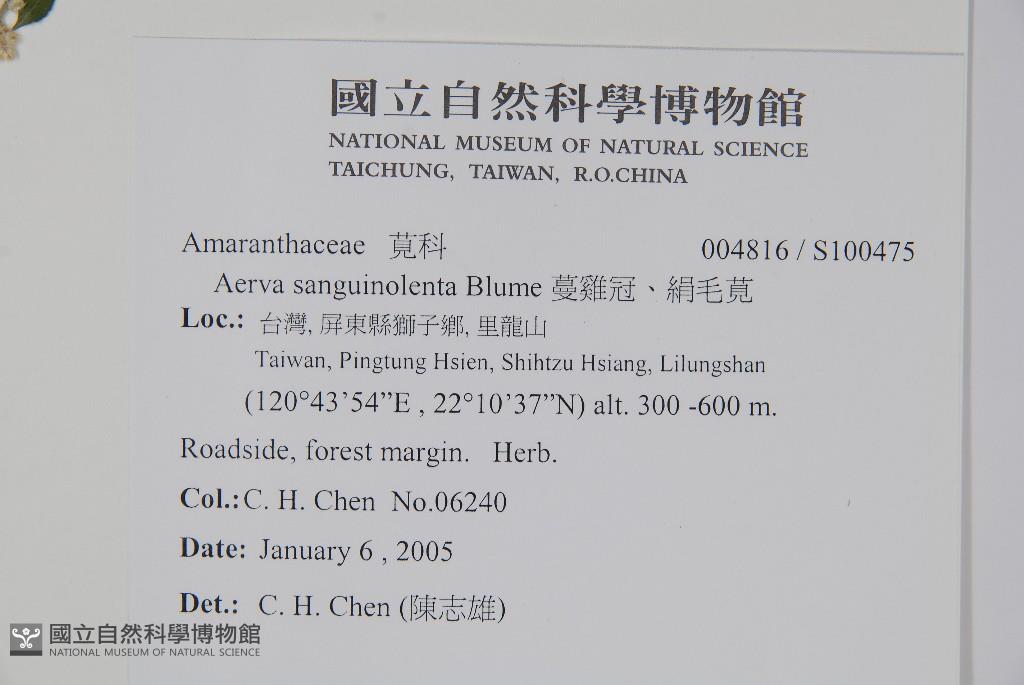 國立自然科學博物館
NATIONAL MUSEUM OF NATURAL SCIENCE
TAICHUNG, TAIWAN, R.O.CHINA
Amaranthaceae 莧科 004816 / S100475
Aerva sanguinolenta Blume 蔓雞冠、絹毛莧
Loc.: 台灣, 屏東縣獅子鄉, 里龍山
Taiwan, Pingtung Hsien, Shihtzu Hsiang, Lilungshan
(120°43’54”E , 22°10’37”N) alt. 300 -600 m.
Roadside, forest margin. Herb.
Col.: C. H. Chen No.06240
Date: January 6 , 2005
Det.: C. H. Chen (陳志雄)
國立自然科學博物館
NATIONAL MUSEUM OF NATURAL SCIENCE